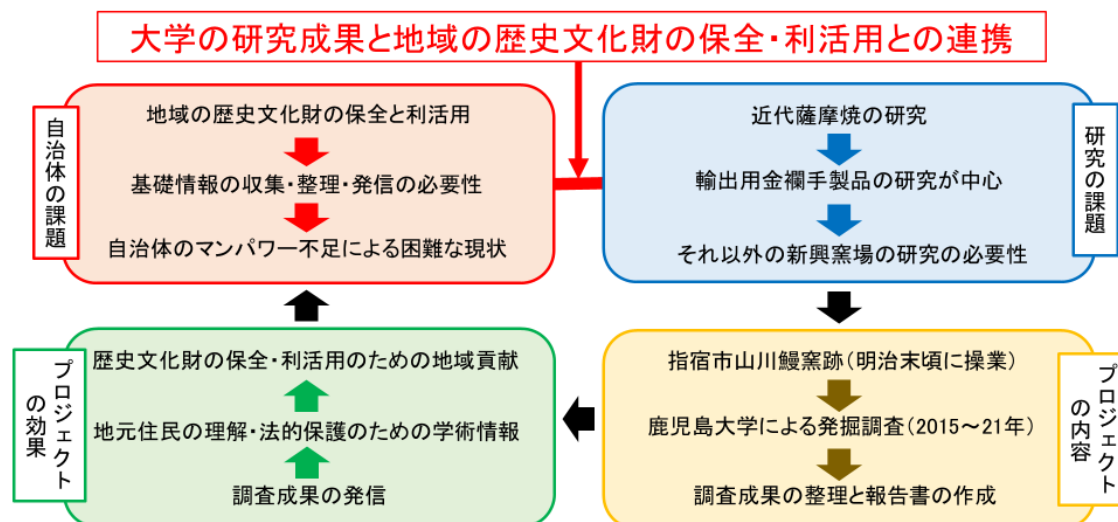 大学の研究成果と地域の歴史文化財の保全・利活用との連携
自治体の課題
地域の歴史文化財の保全と利活用
基礎情報の収集・整理・発信の必要性
自治体のマンパワー不足による困難な現状
研究の課題
近代薩摩焼の研究
輸出用金襴手製品の研究が中心
それ以外の新興窯場の研究の必要性
プロジェクト
の内容
指宿市山川鰻窯跡(明治末頃に操業)
鹿児島大学による発掘調査(2015～21年)
調査成果の整理と報告書の作成
プロジェクト
の効果
歴史文化財の保全・利活用のための地域貢献
地元住民の理解・法的保護のための学術情報
調査成果の発信